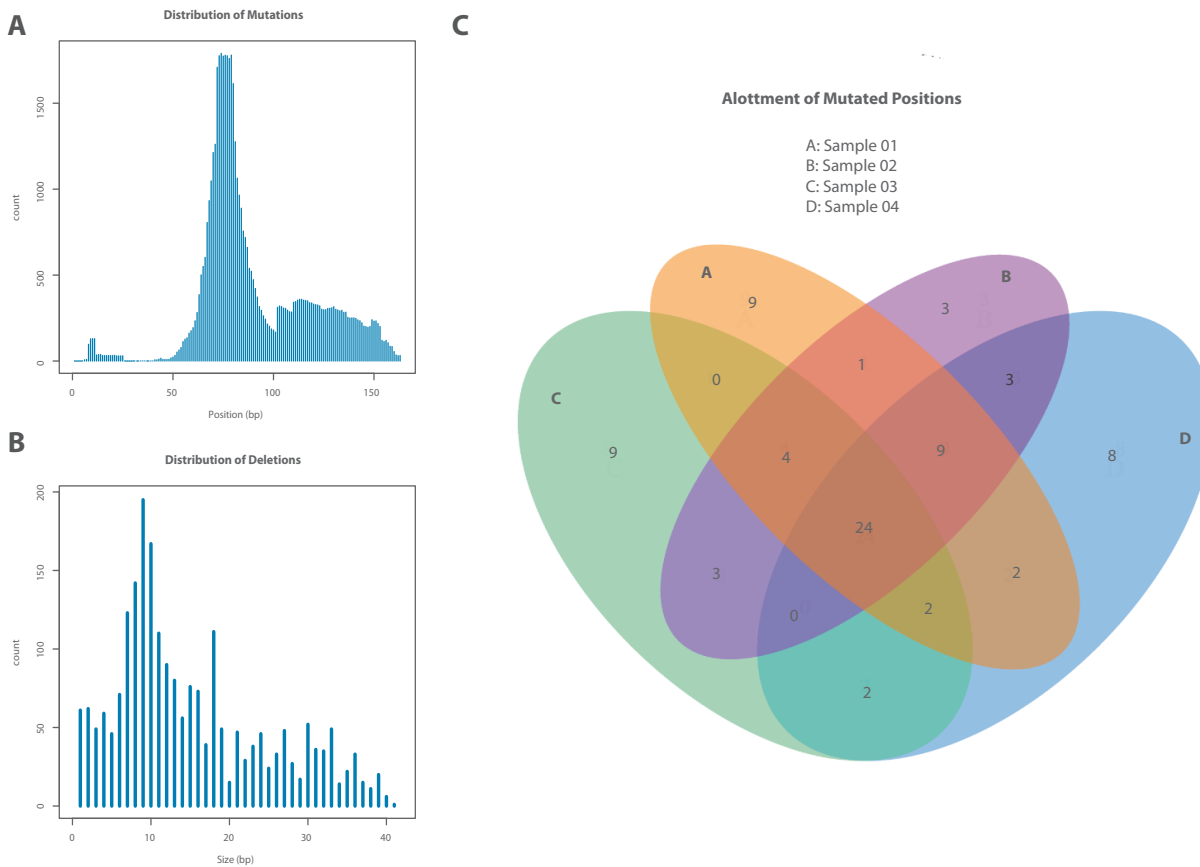 A
Distribution of Mutations
count
0
500
1000
1500
0
50
100
150
Position (bp)
B
Distribution of Deletions
count
0
50
100
150
200
0
10
20
30
40
Size (bp)
C
Alottment of Mutated Positions
A: Sample 01
B: Sample 02
C: Sample 03
D: Sample 04
A
B
9
3
1
0
3
C
D
9
4
9
8
24
3
2
0
2
2